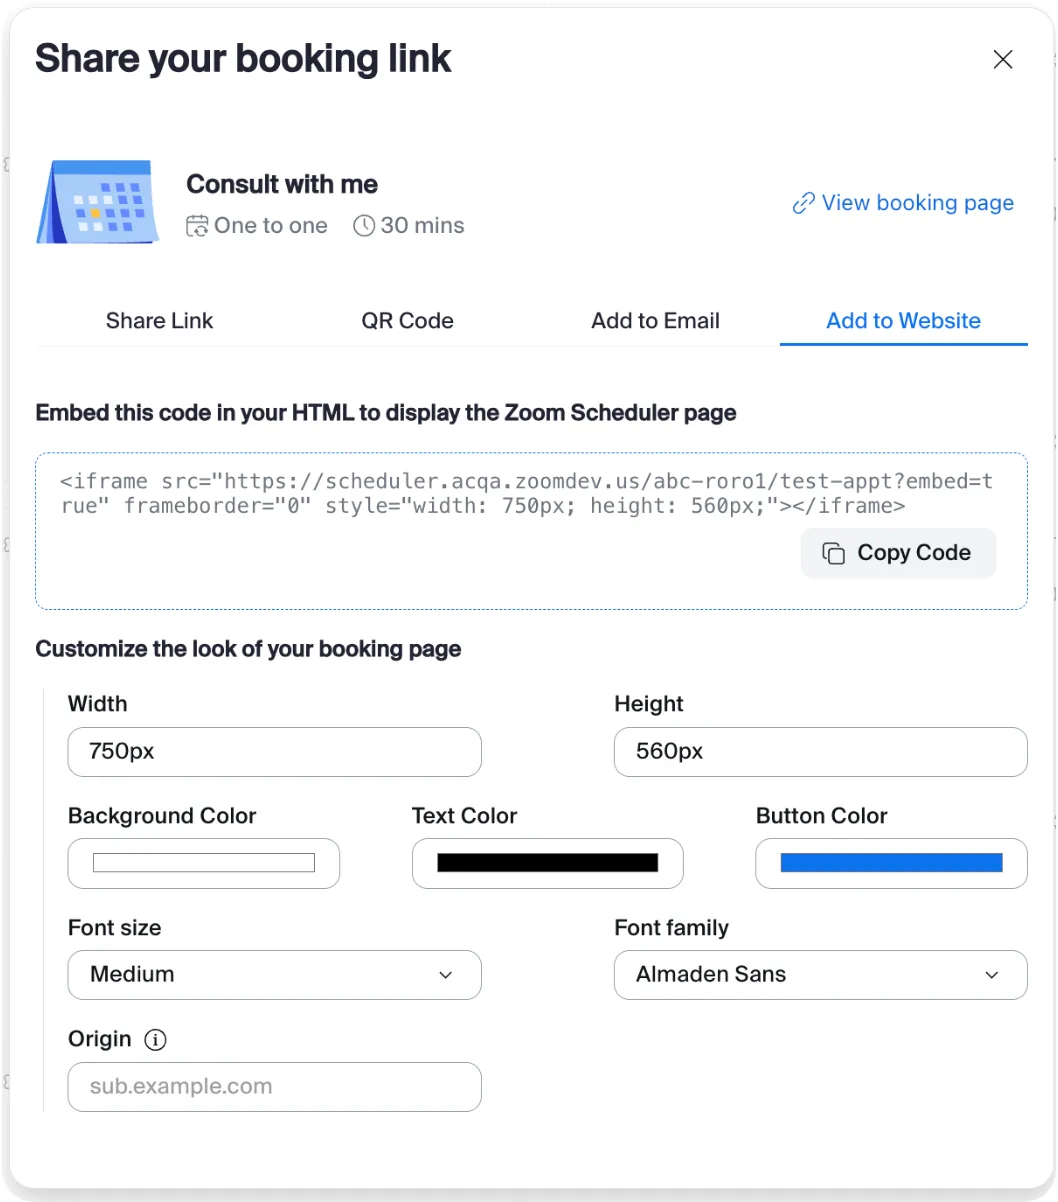 Share your booking link
Consult with me
One to one 30 mins
View booking page
Share Link QR Code Add to Email Add to Website
Embed this code in your HTML to display the Zoom Scheduler page
<iframe src="https://scheduler.acqa.zoomdev.us/abc-roro1/test-appt?embed=t
rue" frameborder="0" style="width: 750px; height: 560px;"></iframe>
Copy Code
Customize the look of your booking page
Width Height
750px 560px
Background Color Text Color Button Color
Font size Font family
Medium Almaden Sans
Origin
sub.example.com